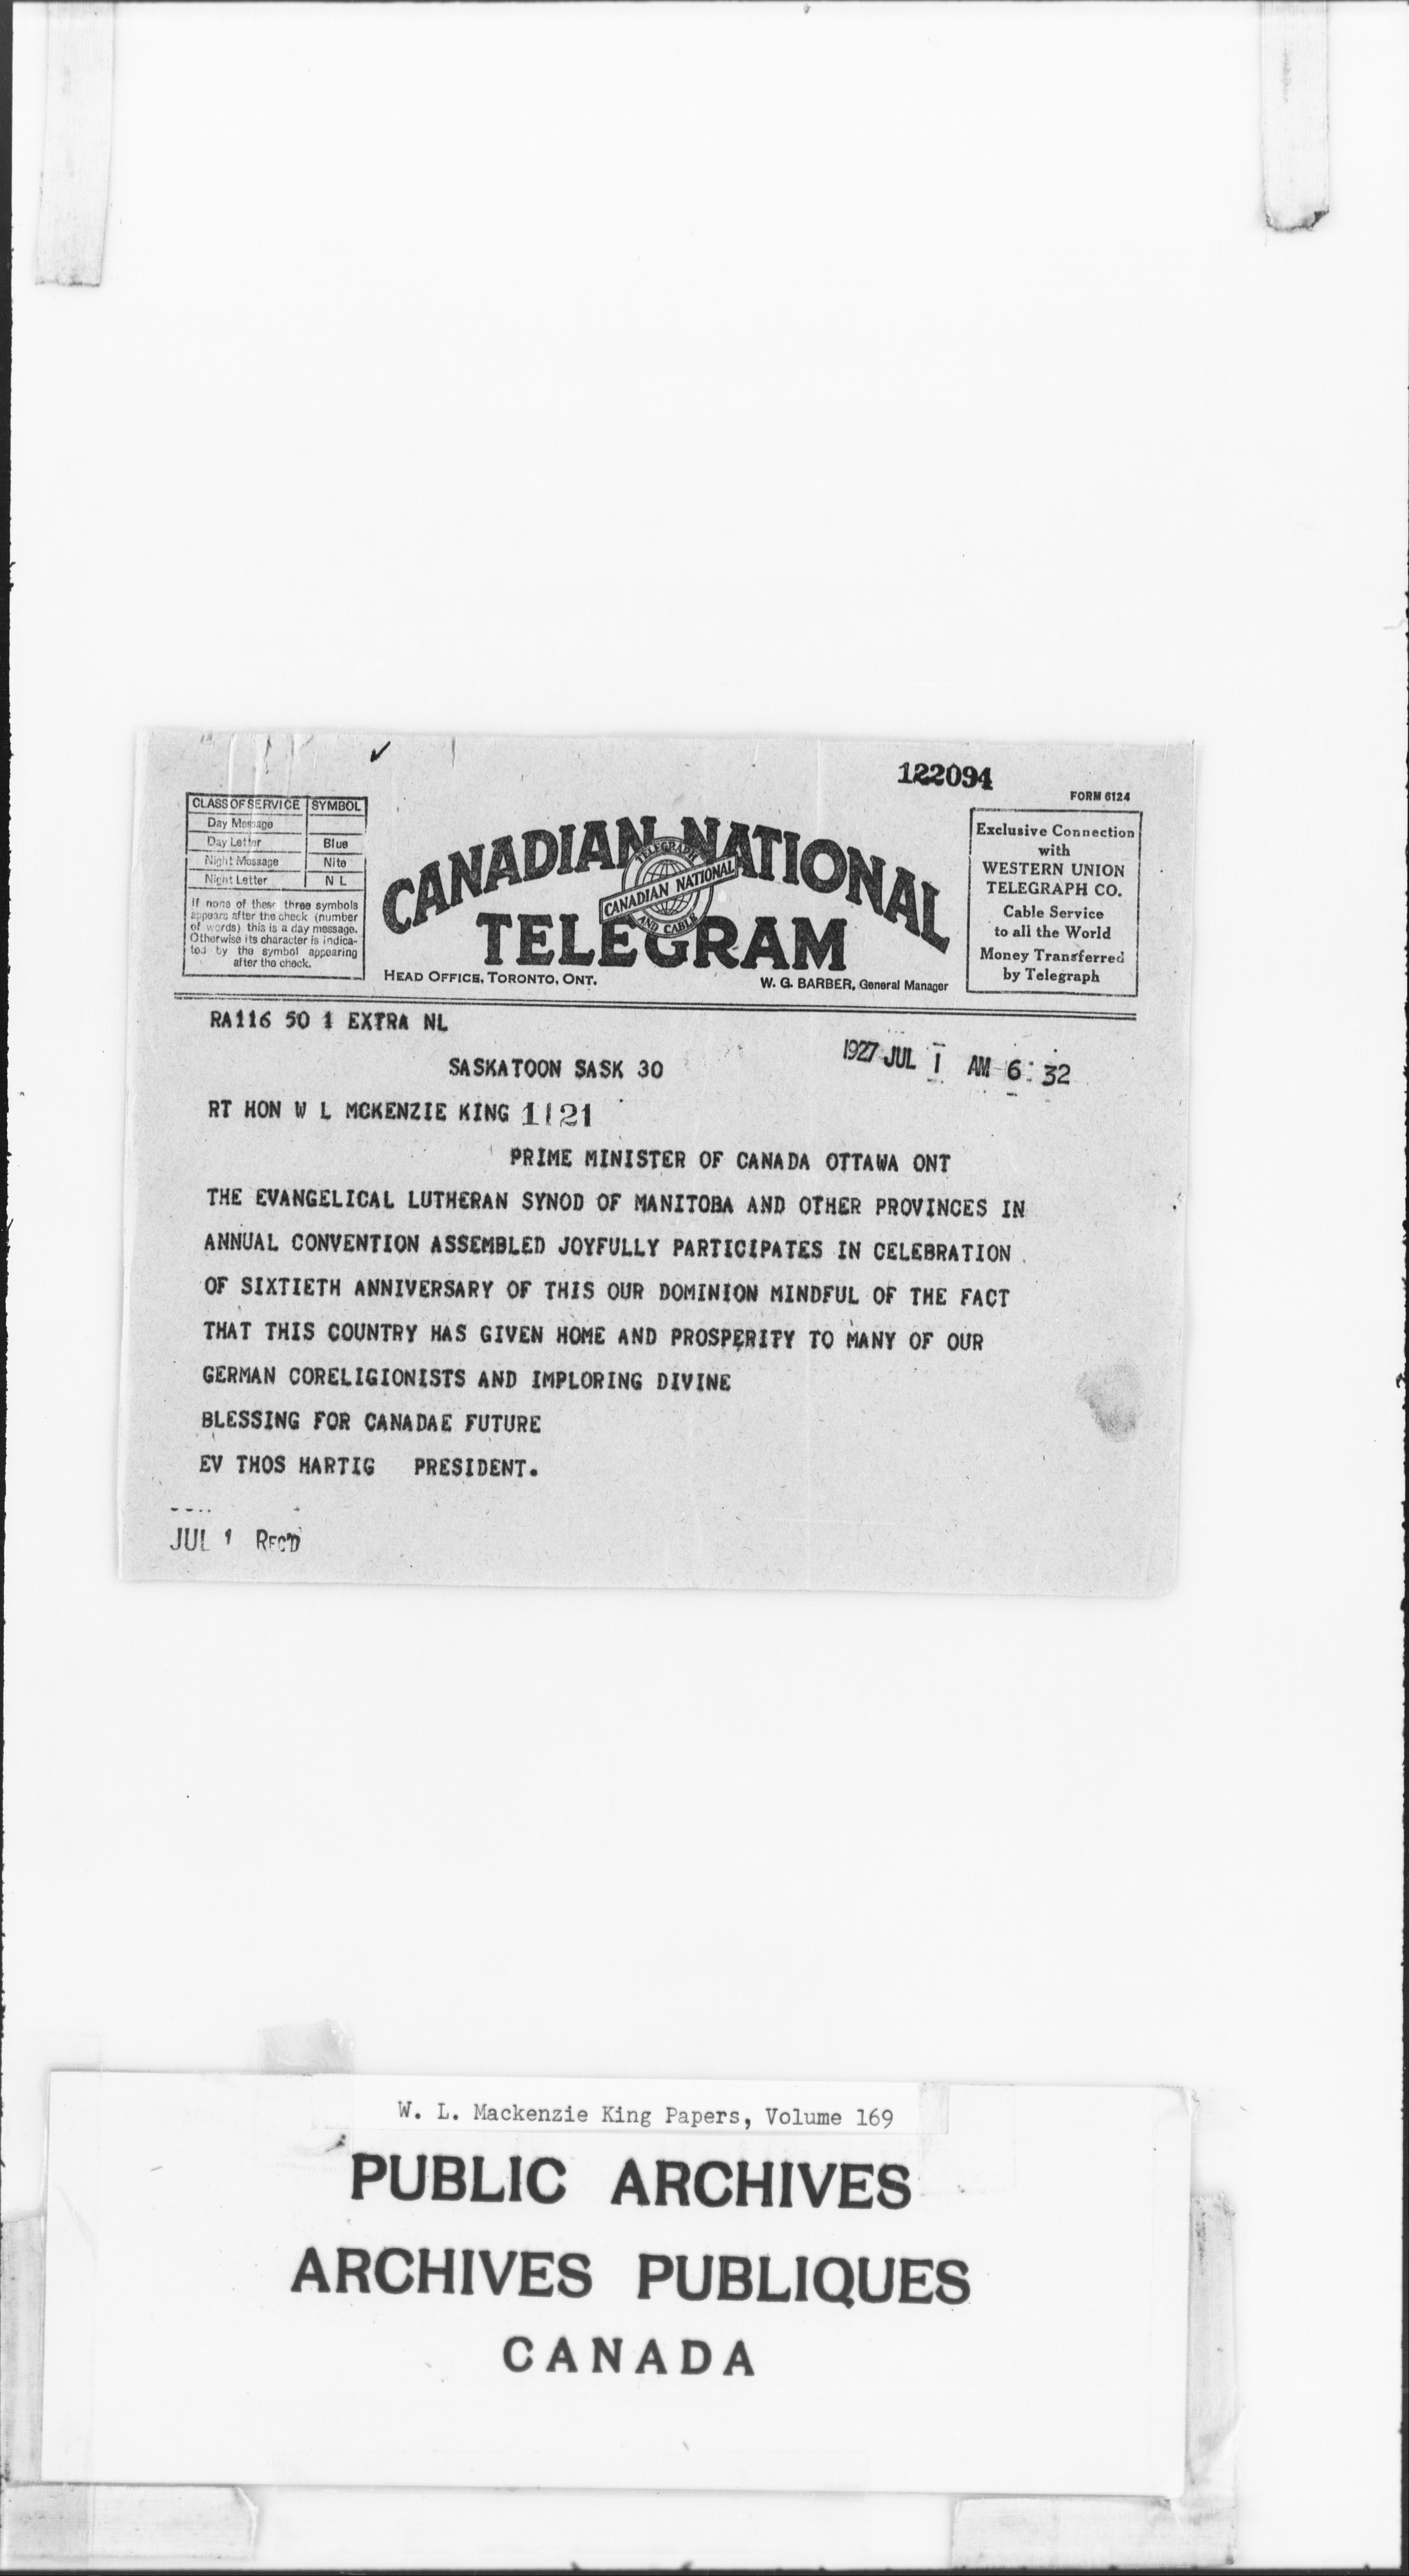 122094
FORM 6124
CLASS OF SERVICE SYMBOL
Day Message
Day Letter Blue
Night Message Nite
Night Letter N L
If none of these three symbols
appears after the check (number
of words) this is a day message.
Otherwise its character is indica-
ted by the symbol appearing
after the check.
CANADIAN NATIONAL
TELEGRAPH
CANADIAN NATIONAL
AND CABLE
TELEGRAM
HEAD OFFICE, TORONTO, ONT.
W. G. BARBER, General Manager
Exclusive Connection
with
WESTERN UNION
TELEGRAPH CO.
Cable Service
to all the World
Money Transferred
by Telegraph
RA116 50 1 EXTRA NL
1927 JUL 1 AM 6:32
SASKATOON SASK 30
RT HON W L MCKENZIE KING 1121
PRIME MINISTER OF CANADA OTTAWA ONT
THE EVANGELICAL LUTHERAN SYNOD OF MANITOBA AND OTHER PROVINCES IN
ANNUAL CONVENTION ASSEMBLED JOYFULLY PARTICIPATES IN CELEBRATION
OF SIXTIETH ANNIVERSARY OF THIS OUR DOMINION MINDFUL OF THE FACT
THAT THIS COUNTRY HAS GIVEN HOME AND PROSPERITY TO MANY OF OUR
GERMAN CORELIGIONISTS AND IMPLORING DIVINE
BLESSING FOR CANADAE FUTURE
EV THOS HARTIG PRESIDENT.
JUL 1 REC'D
W. L. Mackenzie King Papers, Volume 169
PUBLIC ARCHIVES
ARCHIVES PUBLIQUES
CANADA